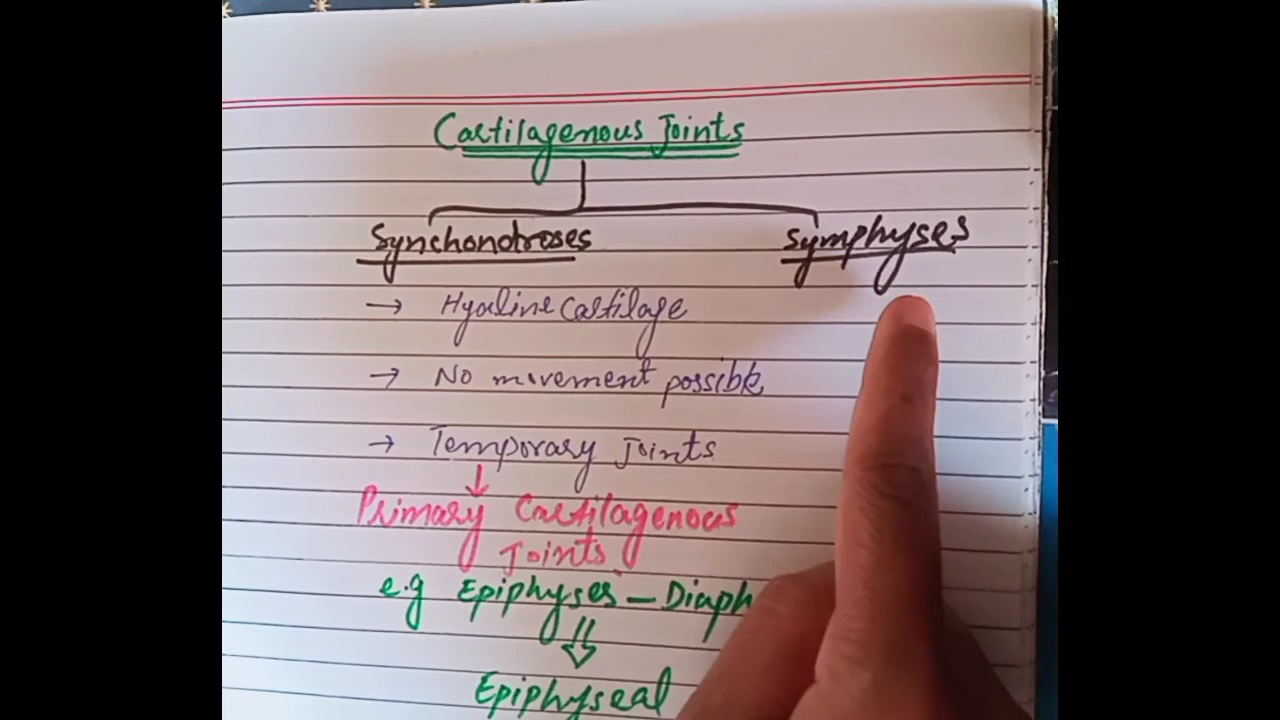 Cartilagenous Joints
Synchondroses
Symphyses
→ Hyaline Cartilage
→ No movement possible
→ Temporary Joints
↓
Primary Cartilagenous
Joints.
e.g Epiphyses – Diaph
⇓
Epiphyseal